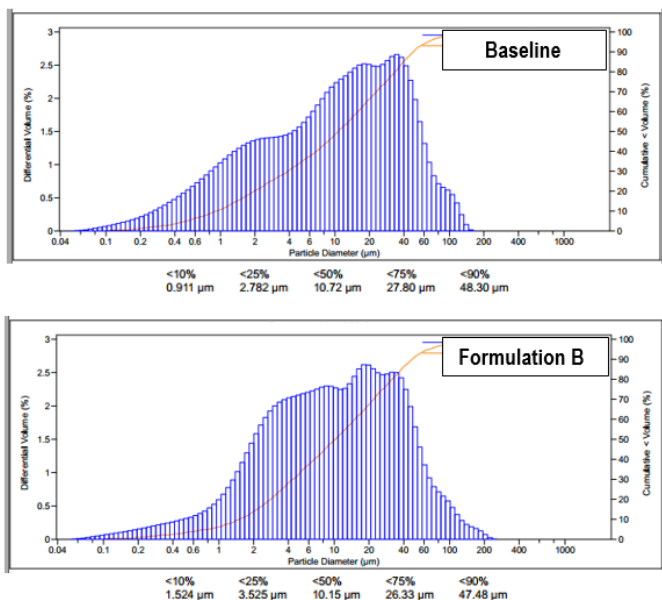 Baseline
Differential Volume (%)
3
2.5
2
1.5
1
0.5
0
Cumulative < Volume (%)
100
90
80
70
60
50
40
30
20
10
0
0.04 0.1 0.2 0.4 0.6 1 2 4 6 10 20 40 60 100 200 400 1000
Particle Diameter (µm)
<10% <25% <50% <75% <90%
0.911 µm 2.782 µm 10.72 µm 27.80 µm 48.30 µm
Formulation B
Differential Volume (%)
3
2.5
2
1.5
1
0.5
0
Cumulative < Volume (%)
100
90
80
70
60
50
40
30
20
10
0
0.04 0.1 0.2 0.4 0.6 1 2 4 6 10 20 40 60 100 200 400 1000
Particle Diameter (µm)
<10% <25% <50% <75% <90%
1.524 µm 3.525 µm 10.15 µm 26.33 µm 47.48 µm